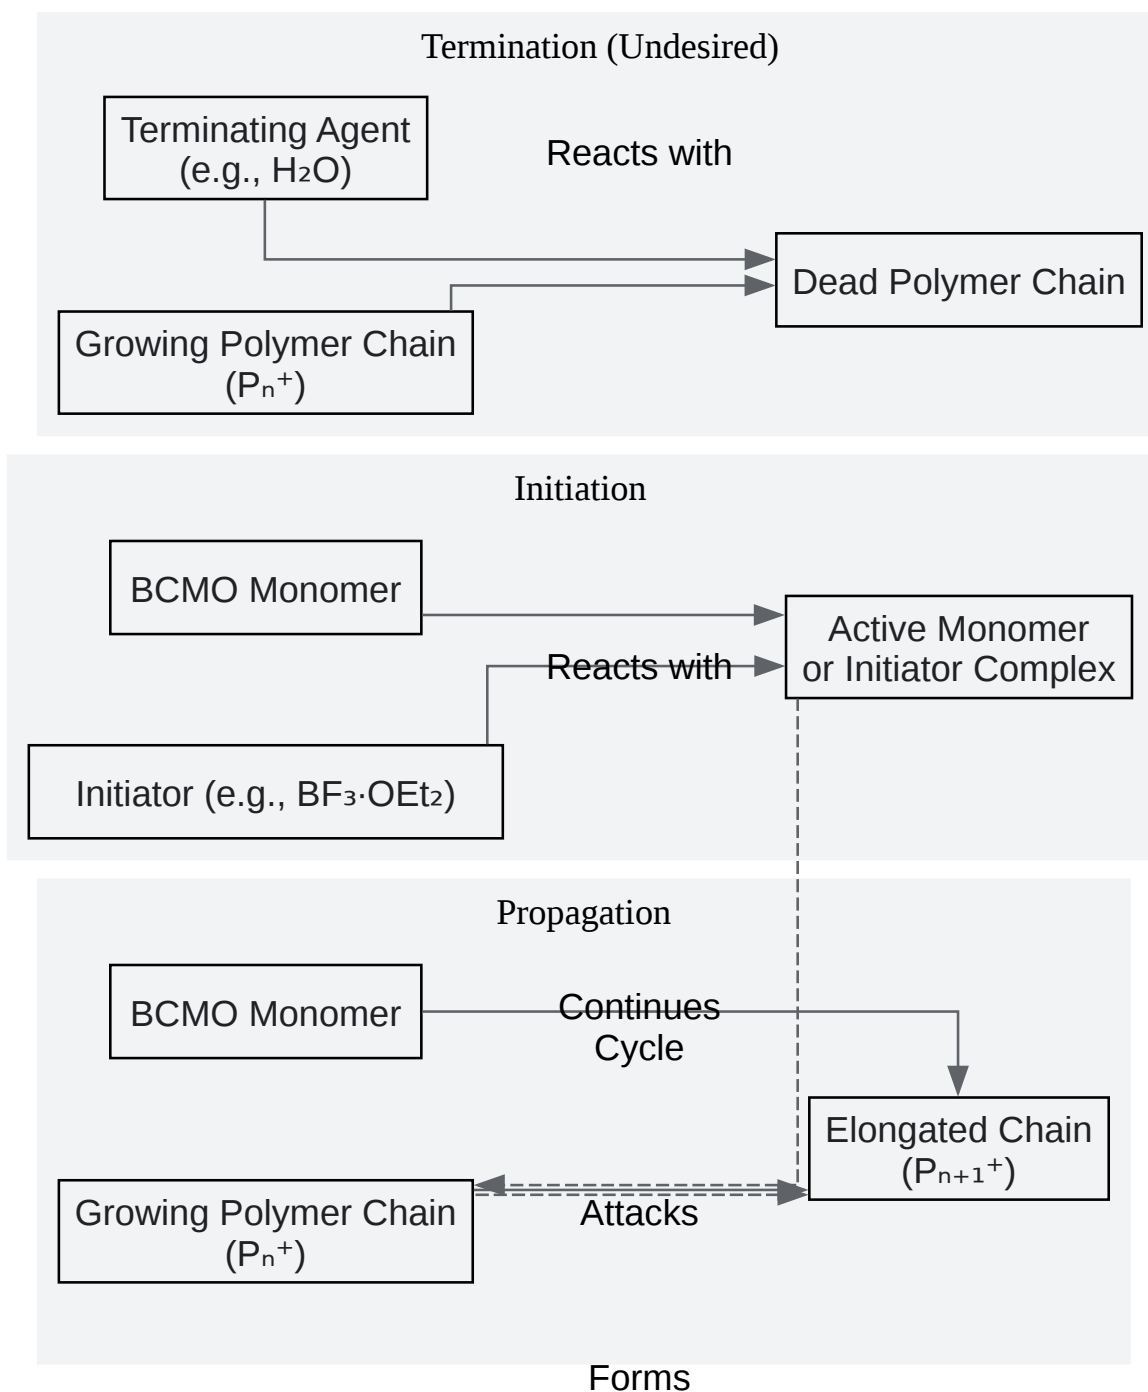 Termination (Undesired)
Terminating Agent
(e.g., H₂O)
Reacts with
Dead Polymer Chain
Growing Polymer Chain
(Pₙ⁺)
Initiation
BCMO Monomer
Active Monomer
or Initiator Complex
Reacts with
Initiator (e.g., BF₃·OEt₂)
Propagation
BCMO Monomer
Continues
Cycle
Elongated Chain
(Pₙ₊₁⁺)
Growing Polymer Chain
(Pₙ⁺)
Attacks
Forms